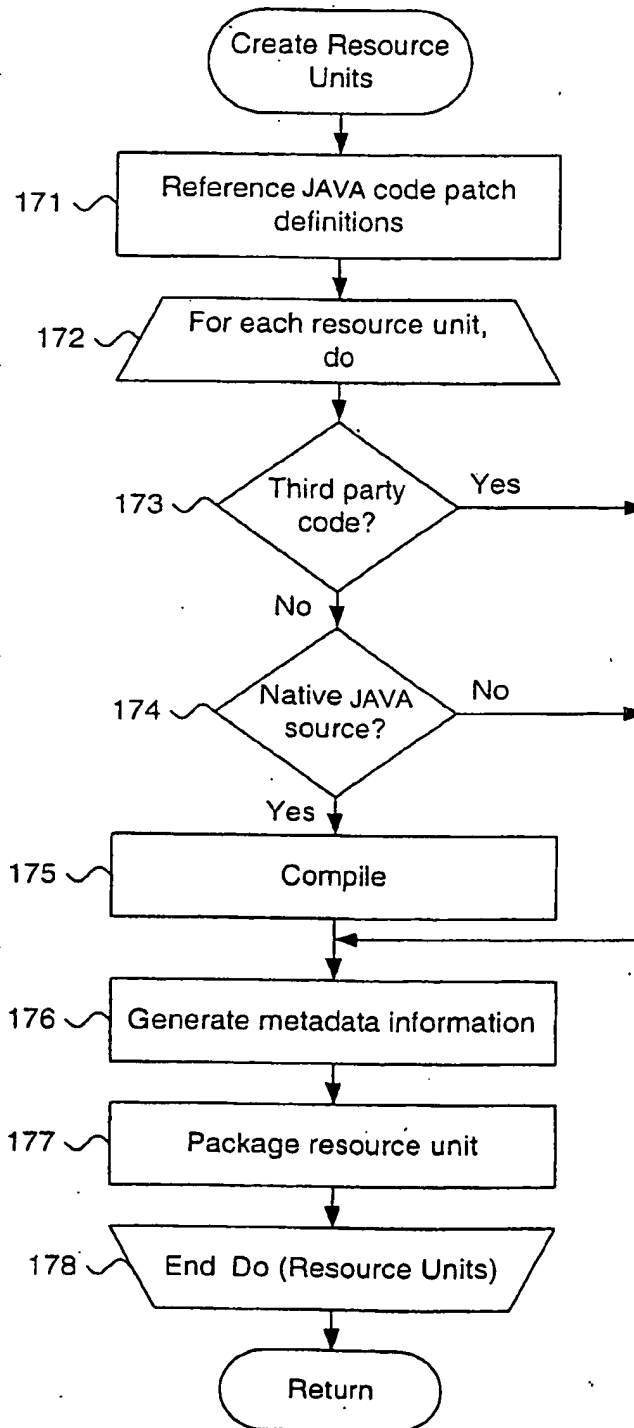 Create Resource
Units
171
Reference JAVA code patch
definitions
172
For each resource unit,
do
173
Third party
code?
Yes
No
174
Native JAVA
source?
No
Yes
175
Compile
176
Generate metadata information
177
Package resource unit
178
End Do (Resource Units)
Return